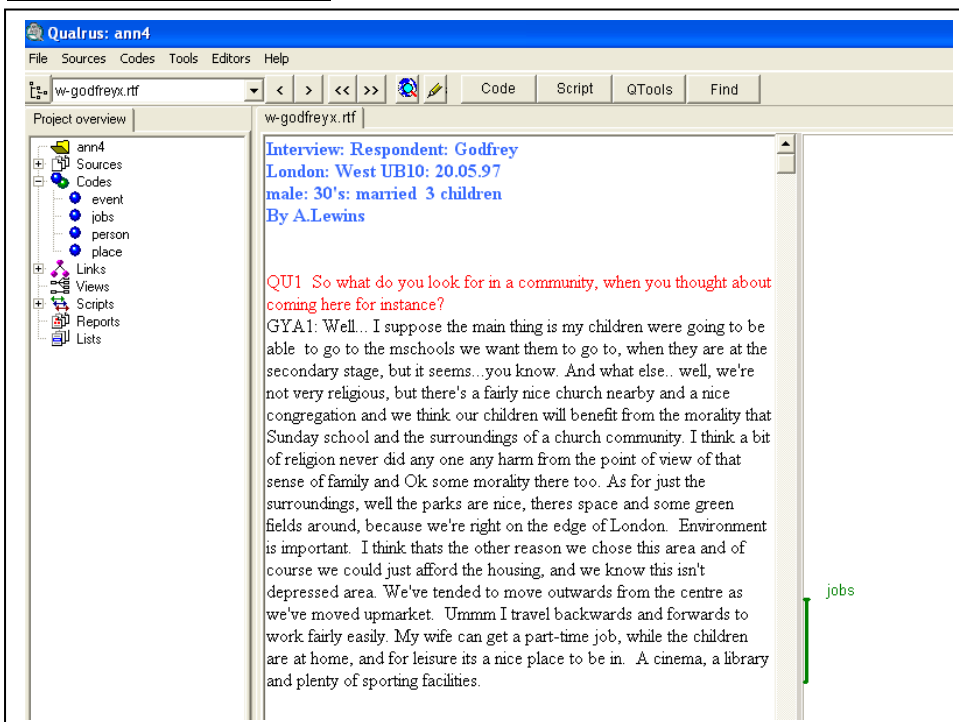 Qualrus: ann4
File Sources Codes Tools Editors Help
w-godfreyx.rtf < > << >> Code Script QTools Find
Project overview
w-godfreyx.rtf
ann4
Sources
Codes
event
jobs
person
place
Links
Views
Scripts
Reports
Lists
Interview: Respondent: Godfrey
London: West UB10: 20.05.97
male: 30's: married 3 children
By A.Lewins
QU1 So what do you look for in a community, when you thought about
coming here for instance?
GYA1: Well... I suppose the main thing is my children were going to be
able to go to the mschools we want them to go to, when they are at the
secondary stage, but it seems...you know. And what else.. well, we're
not very religious, but there's a fairly nice church nearby and a nice
congregation and we think our children will benefit from the morality that
Sunday school and the surroundings of a church community. I think a bit
of religion never did any one any harm from the point of view of that
sense of family and Ok some morality there too. As for just the
surroundings, well the parks are nice, theres space and some green
fields around, because we're right on the edge of London. Environment
is important. I think thats the other reason we chose this area and of
course we could just afford the housing, and we know this isn't
depressed area. We've tended to move outwards from the centre as
we've moved upmarket. Ummm I travel backwards and forwards to
work fairly easily. My wife can get a part-time job, while the children
are at home, and for leisure its a nice place to be in. A cinema, a library
and plenty of sporting facilities.
jobs